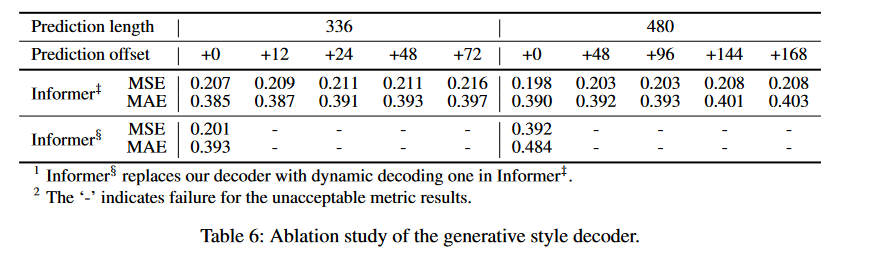 Prediction length 336 480
Prediction offset +0 +12 +24 +48 +72 +0 +48 +96 +144 +168
Informer‡ MSE 0.207 0.209 0.211 0.211 0.216 0.198 0.203 0.203 0.208 0.208
MAE 0.385 0.387 0.391 0.393 0.397 0.390 0.392 0.393 0.401 0.403
Informer§ MSE 0.201 - - - - 0.392 - - - -
MAE 0.393 - - - - 0.484 - - - -
1 Informer§ replaces our decoder with dynamic decoding one in Informer‡.
2 The ‘-’ indicates failure for the unacceptable metric results.
Table 6: Ablation study of the generative style decoder.